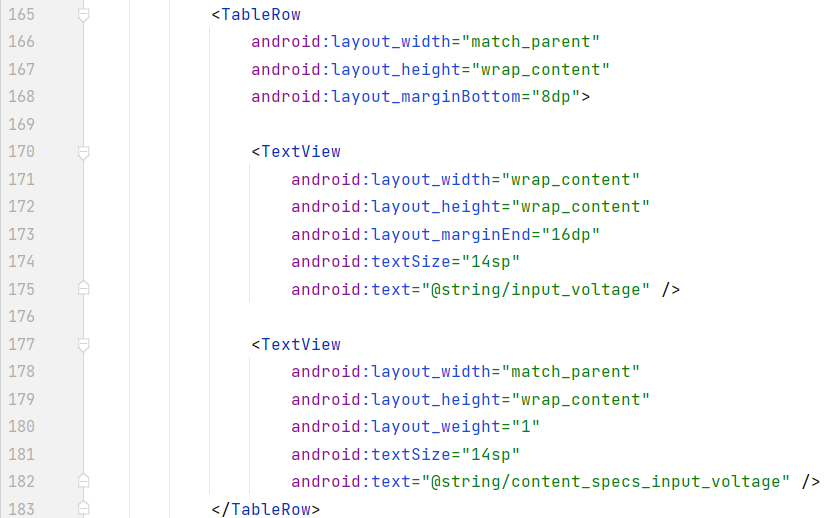 165 <TableRow
166 android:layout_width="match_parent"
167 android:layout_height="wrap_content"
168 android:layout_marginBottom="8dp">
169
170 <TextView
171 android:layout_width="wrap_content"
172 android:layout_height="wrap_content"
173 android:layout_marginEnd="16dp"
174 android:textSize="14sp"
175 android:text="@string/input_voltage" />
176
177 <TextView
178 android:layout_width="match_parent"
179 android:layout_height="wrap_content"
180 android:layout_weight="1"
181 android:textSize="14sp"
182 android:text="@string/content_specs_input_voltage" />
183 </TableRow>